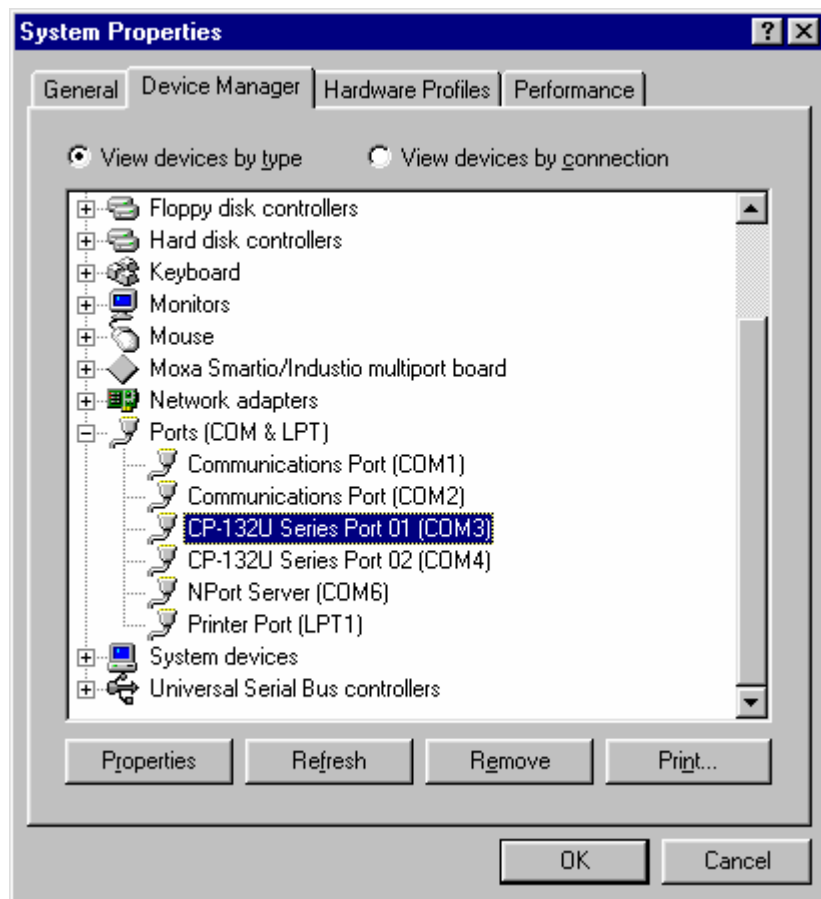 System Properties
General Device Manager Hardware Profiles Performance
View devices by type View devices by connection
Floppy disk controllers
Hard disk controllers
Keyboard
Monitors
Mouse
Moxa Smartio/Industio multiport board
Network adapters
Ports (COM & LPT)
Communications Port (COM1)
Communications Port (COM2)
CP-132U Series Port 01 (COM3)
CP-132U Series Port 02 (COM4)
NPort Server (COM6)
Printer Port (LPT1)
System devices
Universal Serial Bus controllers
Properties Refresh Remove Print...
OK Cancel